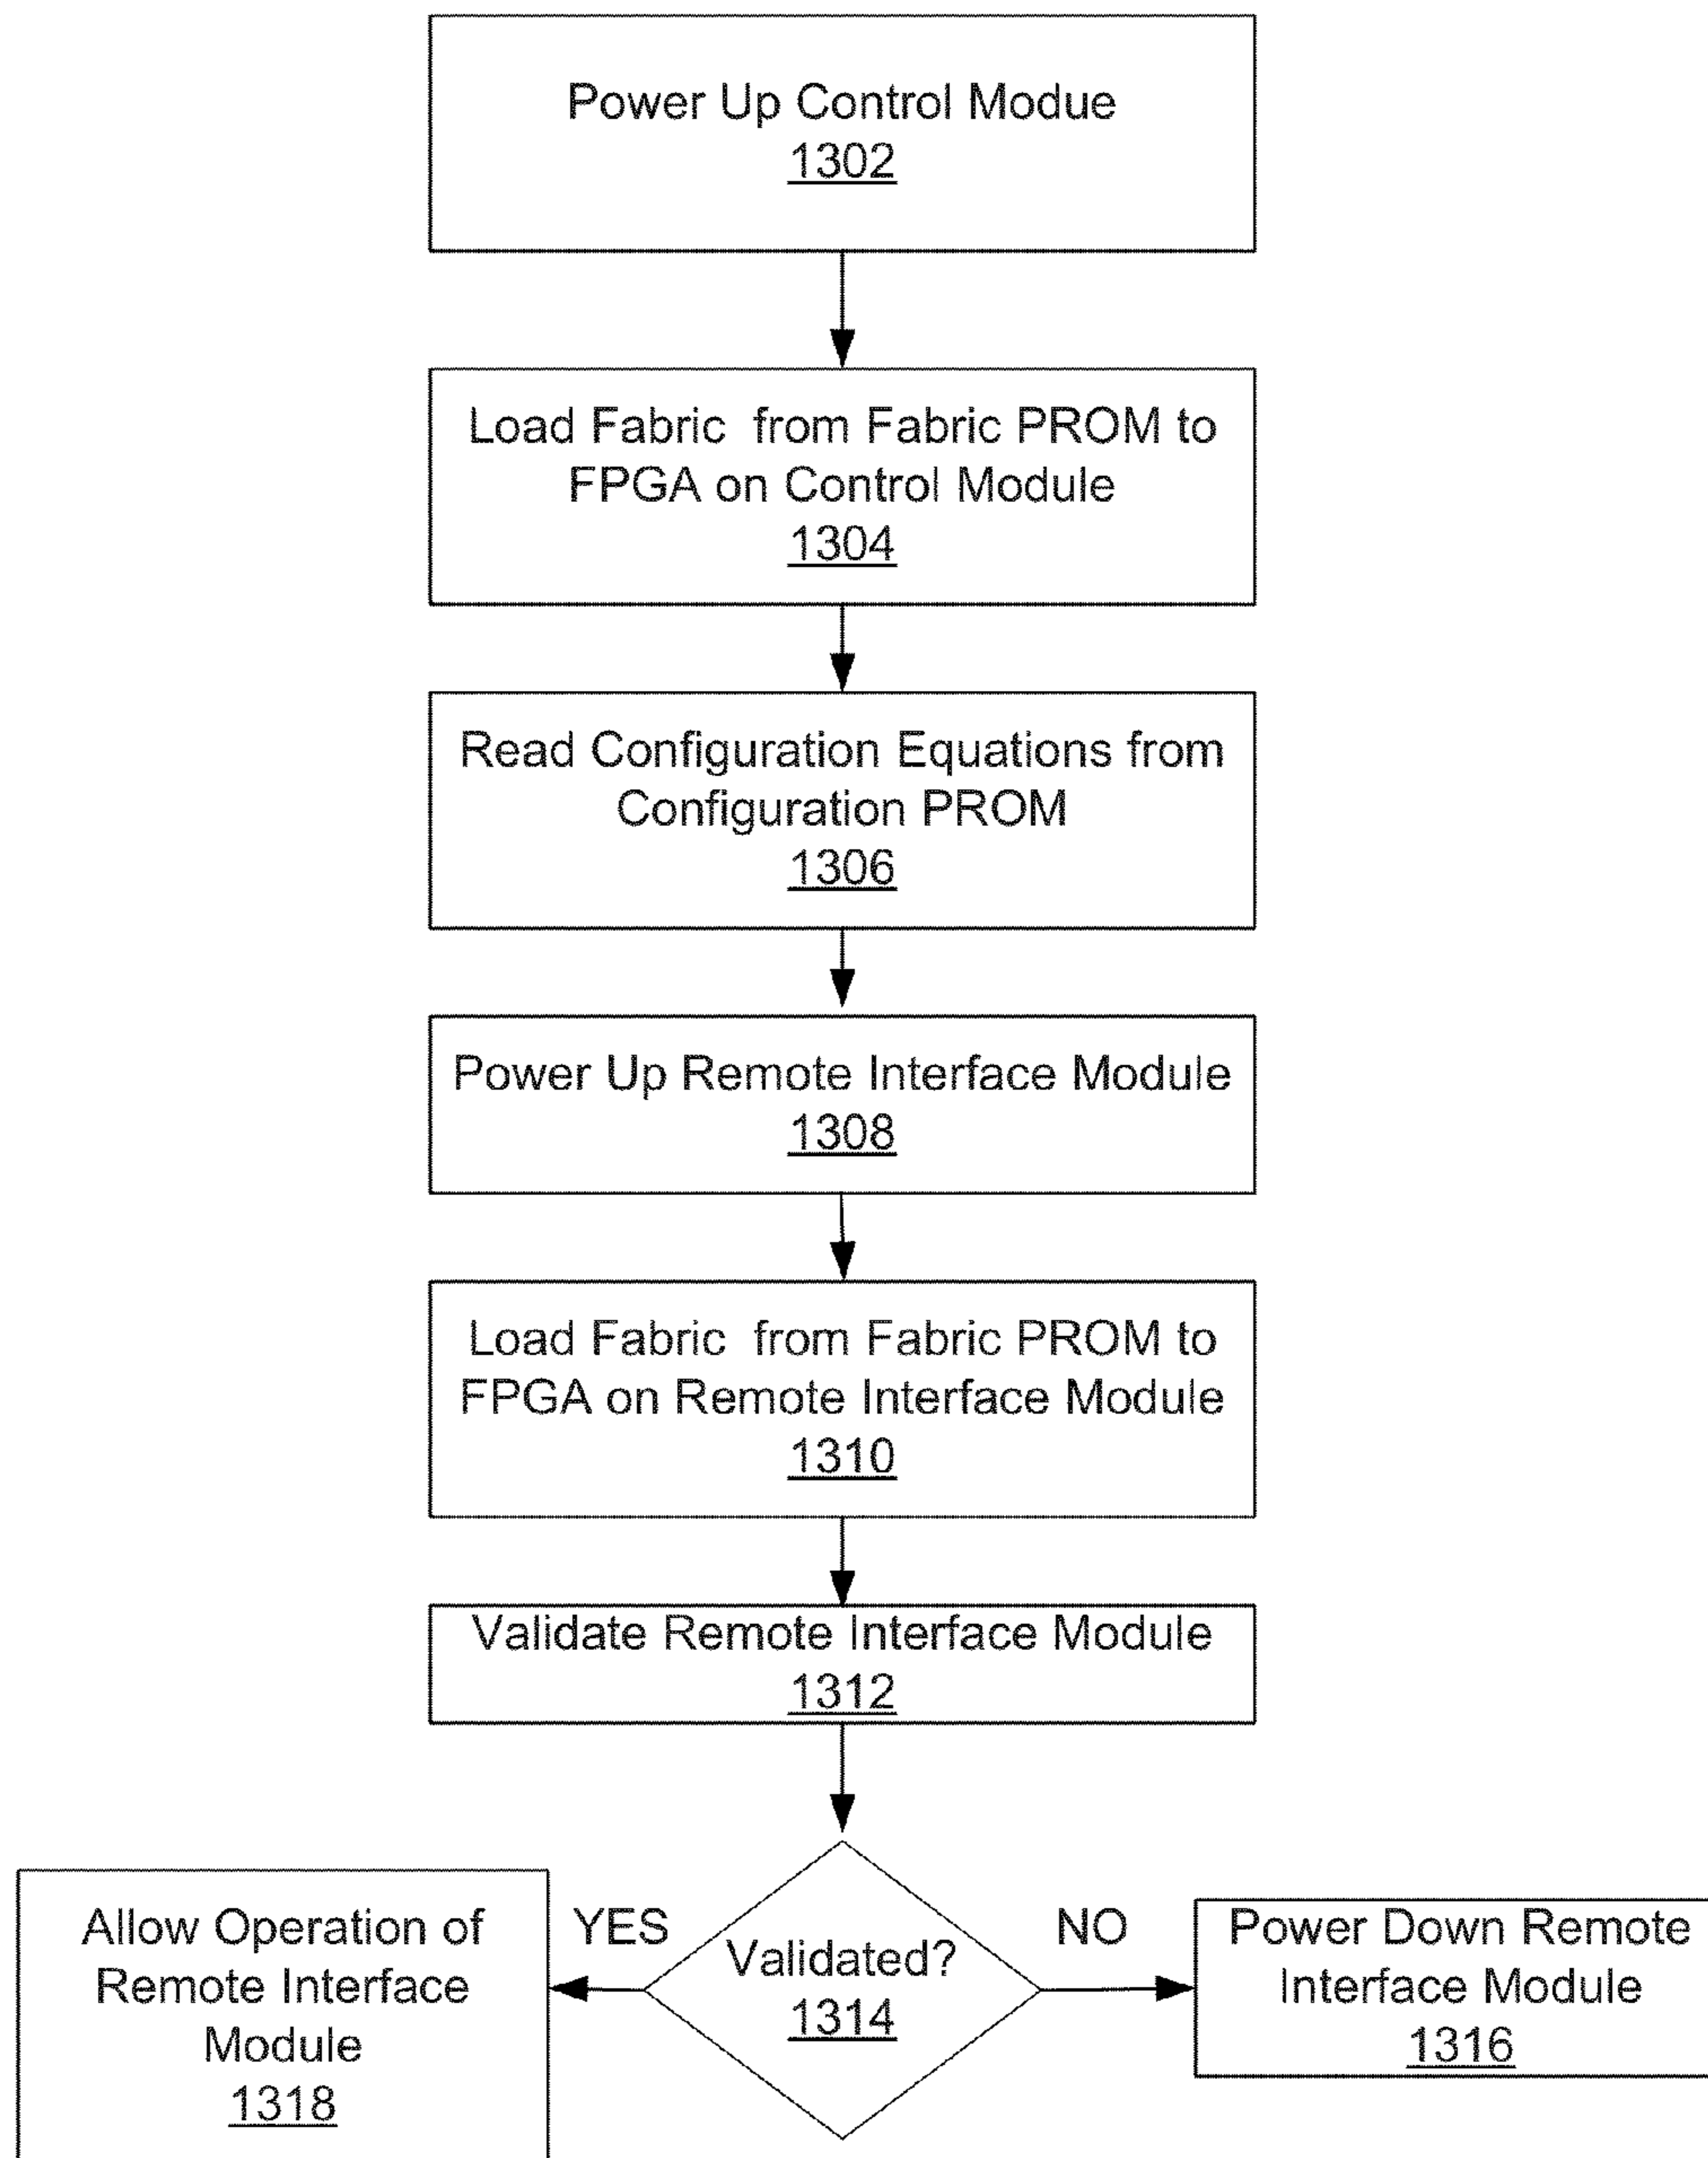 Power Up Control Modue
1302
Load Fabric from Fabric PROM to
FPGA on Control Module
1304
Read Configuration Equations from
Configuration PROM
1306
Power Up Remote Interface Module
1308
Load Fabric from Fabric PROM to
FPGA on Remote Interface Module
1310
Validate Remote Interface Module
1312
Allow Operation of
Remote Interface
Module
1318
YES
Validated?
1314
NO
Power Down Remote
Interface Module
1316